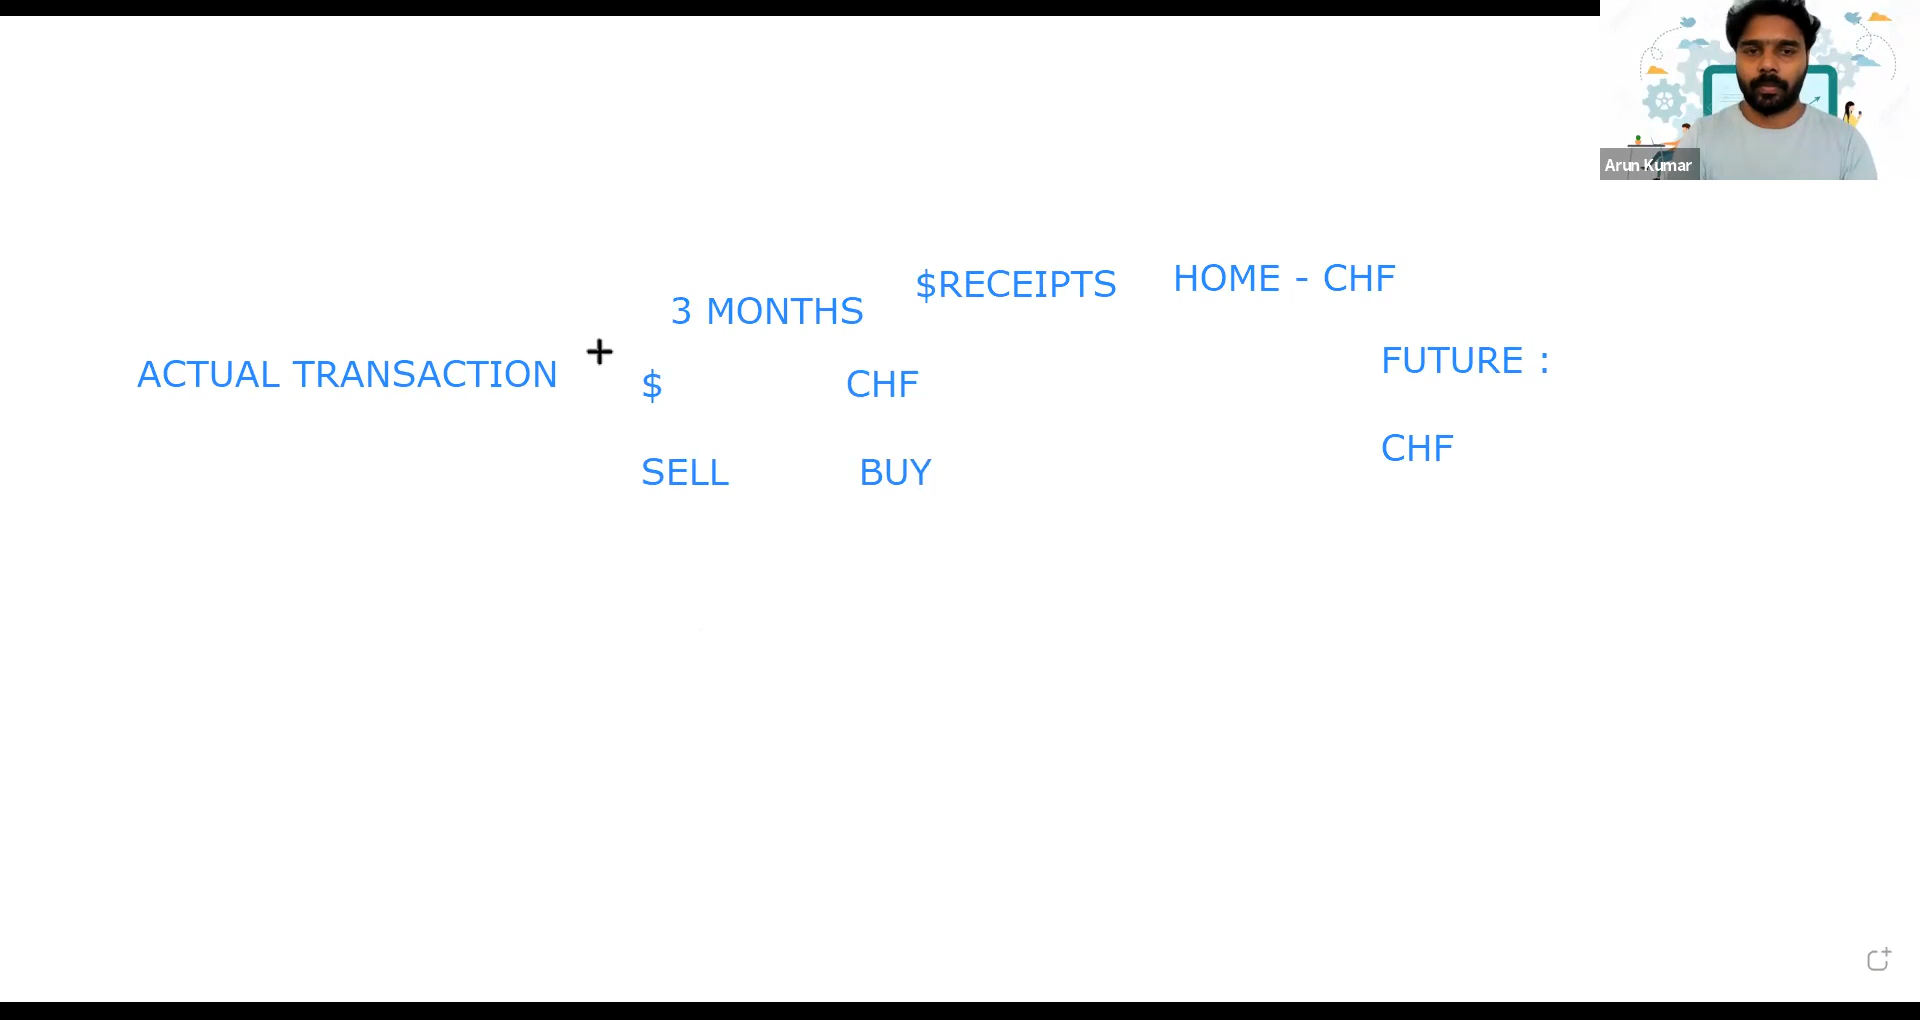 Arun Kumar
$RECEIPTS HOME - CHF
3 MONTHS
ACTUAL TRANSACTION $ CHF FUTURE :
SELL BUY CHF